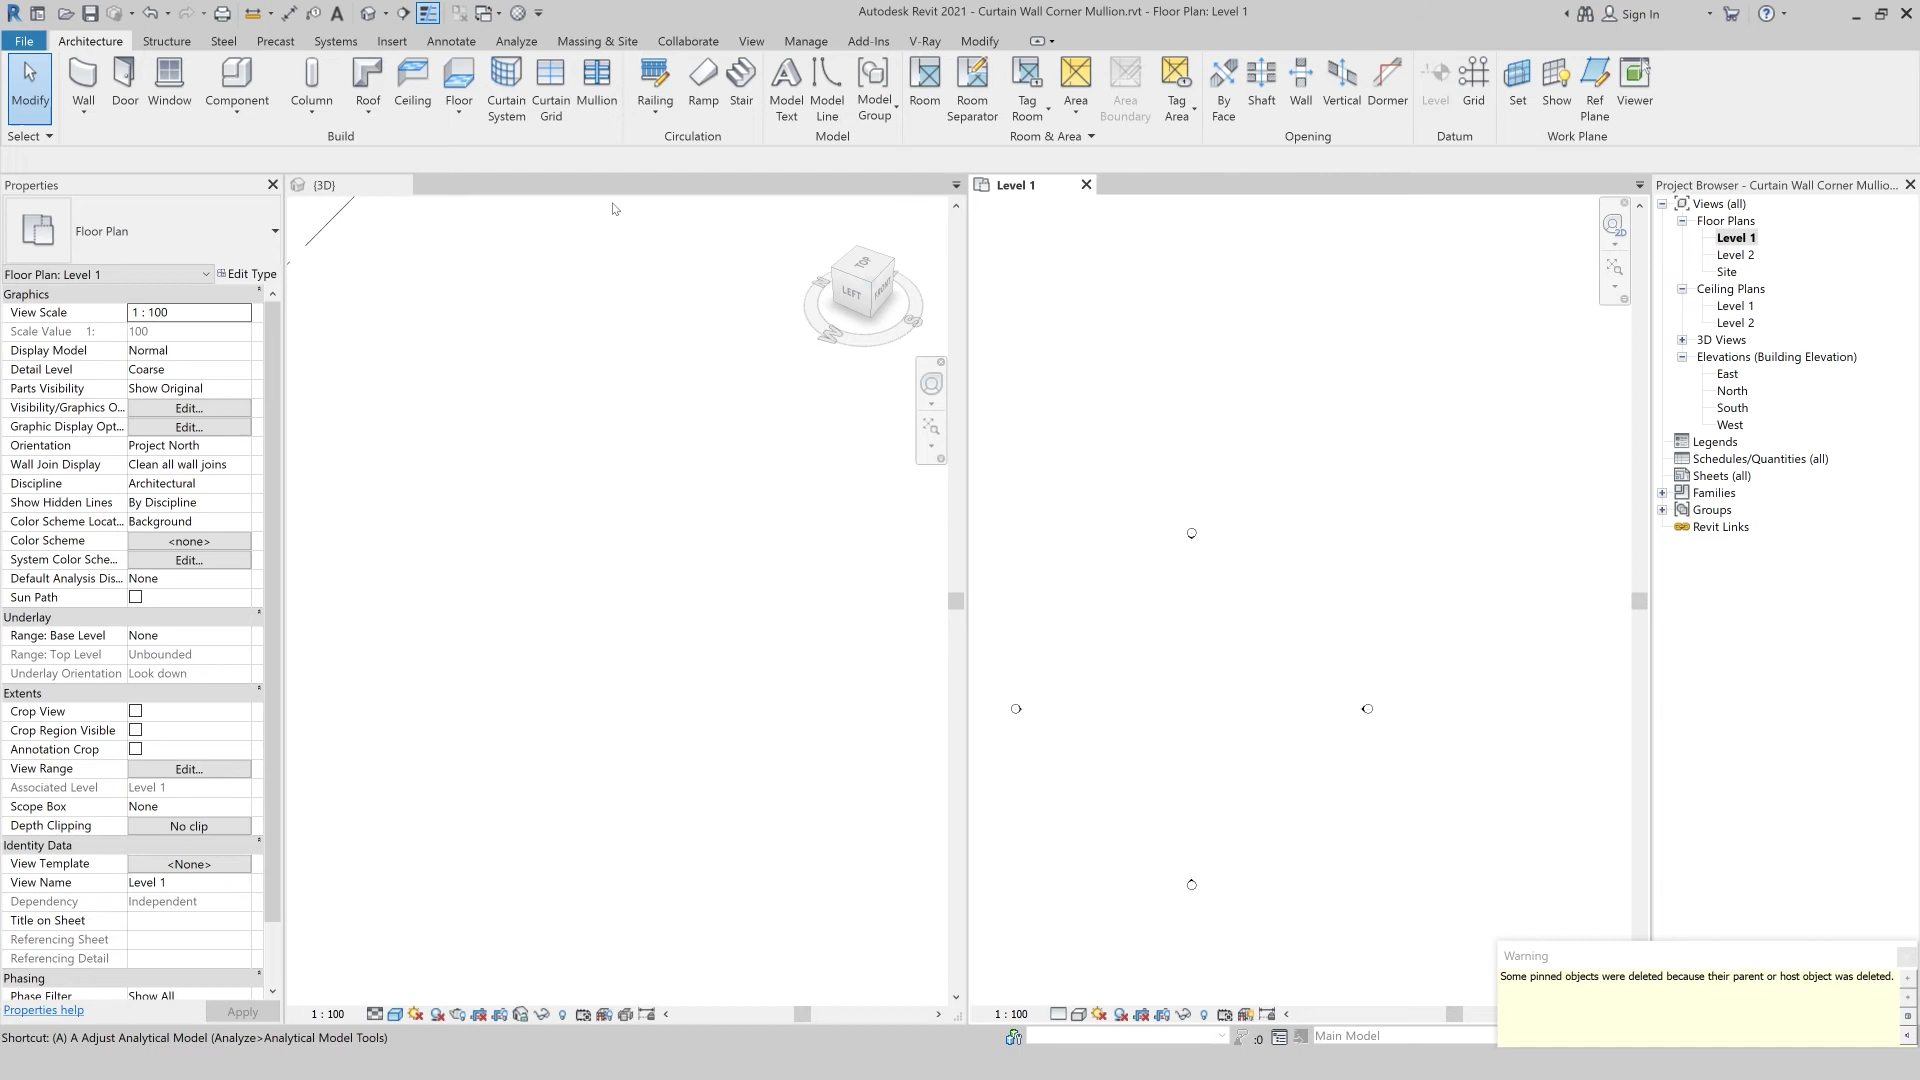 Autodesk Revit 2021 - Curtain Wall Corner Mullion.rvt - Floor Plan: Level 1
Sign In
File Architecture Structure Steel Precast Systems Insert Annotate Analyze Massing & Site Collaborate View Manage Add-Ins V-Ray Modify
Modify
Wall
Door
Window
Component
Column
Roof
Ceiling
Floor
Curtain System
Curtain Grid
Mullion
Railing
Ramp
Stair
Model Text
Model Line
Model Group
Room
Room Separator
Tag Room
Area
Area Boundary
Tag Area
By Face
Shaft
Wall
Vertical
Dormer
Level
Grid
Set
Show
Ref Plane
Viewer
Select
Build
Circulation
Model
Room & Area
Opening
Datum
Work Plane
Properties
Floor Plan
Floor Plan: Level 1
Edit Type
Graphics
View Scale 1 : 100
Scale Value 1: 100
Display Model Normal
Detail Level Coarse
Parts Visibility Show Original
Visibility/Graphics O... Edit...
Graphic Display Opt... Edit...
Orientation Project North
Wall Join Display Clean all wall joins
Discipline Architectural
Show Hidden Lines By Discipline
Color Scheme Locat... Background
Color Scheme <none>
System Color Sche... Edit...
Default Analysis Dis... None
Sun Path
Underlay
Range: Base Level None
Range: Top Level Unbounded
Underlay Orientation Look down
Extents
Crop View
Crop Region Visible
Annotation Crop
View Range Edit...
Associated Level Level 1
Scope Box None
Depth Clipping No clip
Identity Data
View Template <None>
View Name Level 1
Dependency Independent
Title on Sheet
Referencing Sheet
Referencing Detail
Phasing
Phase Filter Show All
Properties help
Apply
{3D}
TOP
LEFT
FRONT
W
S
1 : 100
Level 1
2D
1 : 100
Project Browser - Curtain Wall Corner Mullio...
Views (all)
Floor Plans
Level 1
Level 2
Site
Ceiling Plans
Level 1
Level 2
3D Views
Elevations (Building Elevation)
East
North
South
West
Legends
Schedules/Quantities (all)
Sheets (all)
Families
Groups
Revit Links
Warning
Some pinned objects were deleted because their parent or host object was deleted.
Shortcut: (A) A Adjust Analytical Model (Analyze>Analytical Model Tools)
:0
Main Model